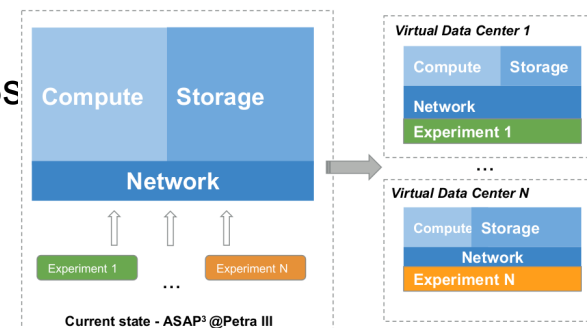 Compute Storage
Network
Experiment 1
...
Experiment N
Current state - ASAP³ @Petra III
Virtual Data Center 1
Compute Storage
Network
Experiment 1
...
Virtual Data Center N
Compute Storage
Network
Experiment N